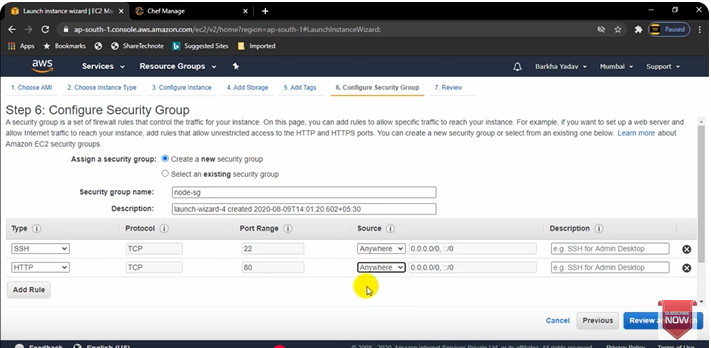 Launch instance wizard | EC2 Man
Chef Manage
ap-south-1.console.aws.amazon.com/ec2/v2/home?region=ap-south-1#LaunchInstanceWizard:
Paused
Apps
Bookmarks
ShareTechnote
Suggested Sites
Imported
aws
Services
Resource Groups
Barkha Yadav
Mumbai
Support
1. Choose AMI
2. Choose Instance Type
3. Configure Instance
4. Add Storage
5. Add Tags
6. Configure Security Group
7. Review
Step 6: Configure Security Group
A security group is a set of firewall rules that control the traffic for your instance. On this page, you can add rules to allow specific traffic to reach your instance. For example, if you want to set up a web server and
allow Internet traffic to reach your instance, add rules that allow unrestricted access to the HTTP and HTTPS ports. You can create a new security group or select from an existing one below. Learn more about
Amazon EC2 security groups.
Assign a security group: Create a new security group
Select an existing security group
Security group name: node-sg
Description: launch-wizard-4 created 2020-08-09T14:01:20.602+05:30
Type Protocol Port Range Source Description
SSH TCP 22 Anywhere 0.0.0.0/0, ::/0 e.g. SSH for Admin Desktop
HTTP TCP 80 Anywhere 0.0.0.0/0, ::/0 e.g. SSH for Admin Desktop
Add Rule
Cancel Previous Review a
SUBSCRIBE
NOW
Feedback English (US)
Privacy Policy Terms of Use